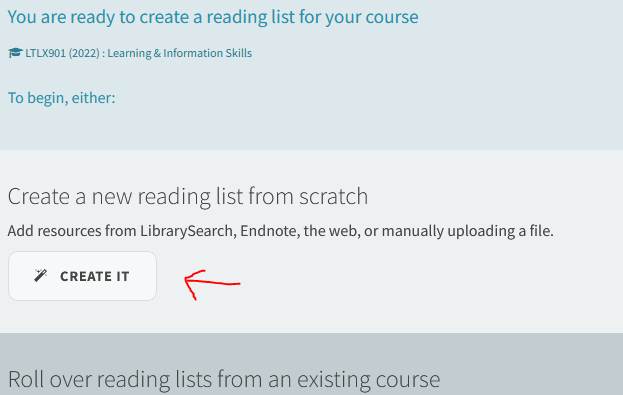 You are ready to create a reading list for your course
LTLX901 (2022) : Learning & Information Skills
To begin, either:
Create a new reading list from scratch
Add resources from LibrarySearch, Endnote, the web, or manually uploading a file.
CREATE IT
Roll over reading lists from an existing course